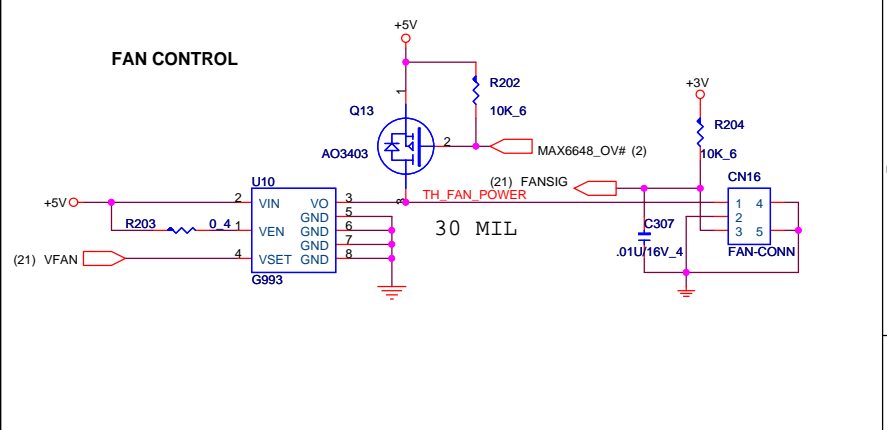 +5V
FAN CONTROL
R202
+3V
1
Q13
10K_6
R204
2
MAX6648_OV# (2)
AO3403
10K_6
U10
(21) FANSIG
CN16
3
TH_FAN_POWER
+5V
2 VIN VO 3
1 4
GND 5
2
R203 0_4 1 VEN GND 6
30 MIL
C307
3 5
GND 7
(21) VFAN
4 VSET GND 8
.01U/16V_4
FAN-CONN
G993